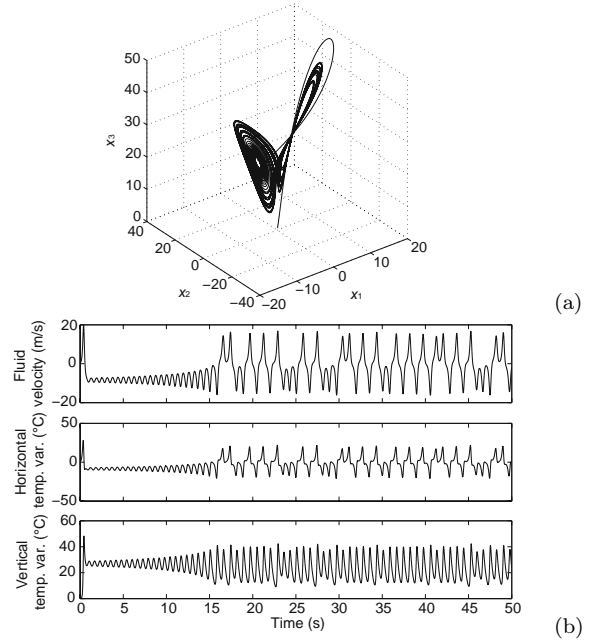 50
40
30
20
10
0
x3
40
20
0
−20
−40
x2
−20
−10
0
10
20
x1
(a)
20
0
−20
Fluid
velocity (m/s)
50
0
−50
Horizontal
temp. var. (°C)
60
40
20
0
Vertical
temp. var. (°C)
0 5 10 15 20 25 30 35 40 45 50
Time (s)
(b)